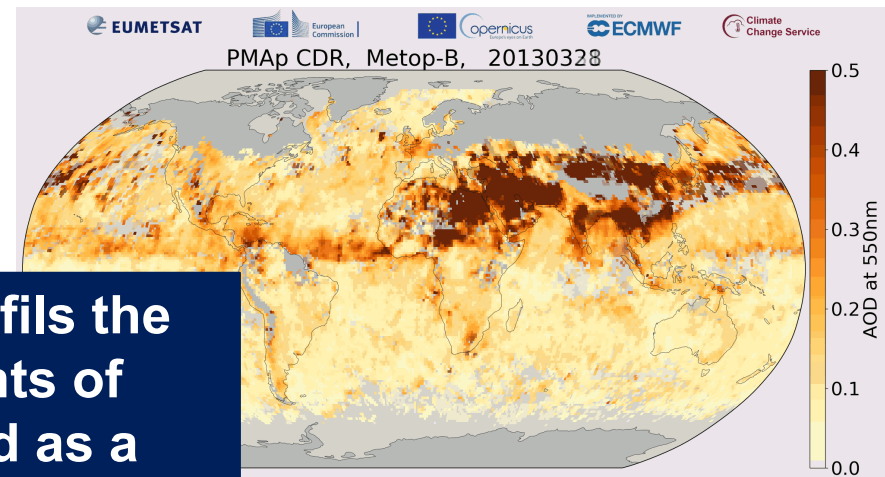 EUMETSAT
European
Commission
opernicus
Europe's eyes on Earth
IMPLEMENTED BY
ECMWF
Climate
Change Service
PMAp CDR, Metop-B, 20130328
0.5
0.4
0.3
0.2
0.1
0.0
AOD at 550nm
fils the
nts of
d as a